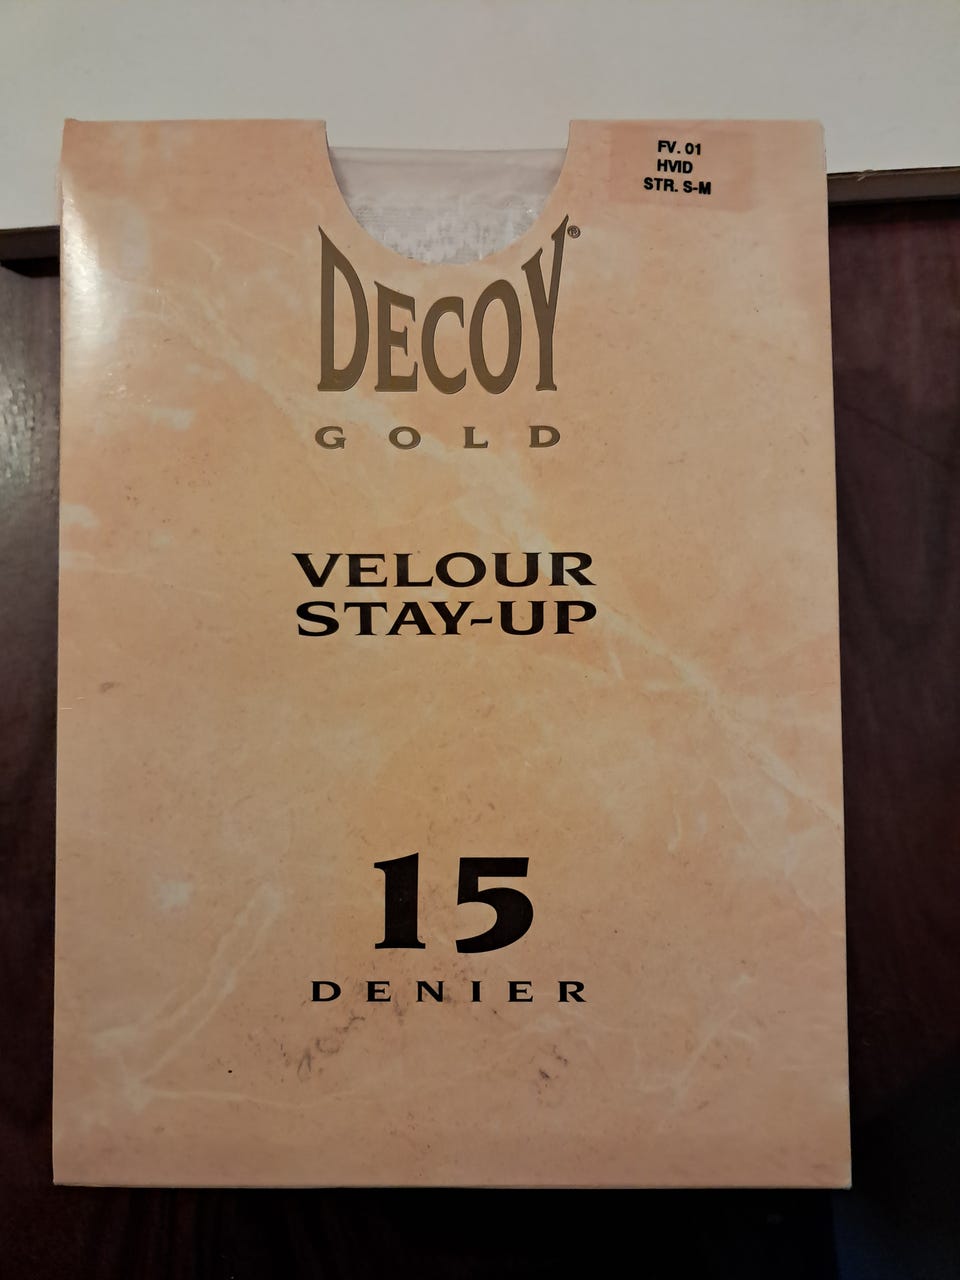 FV. 01
HVID
STR. S-M
DECOY®
GOLD
VELOUR
STAY-UP
15
DENIER